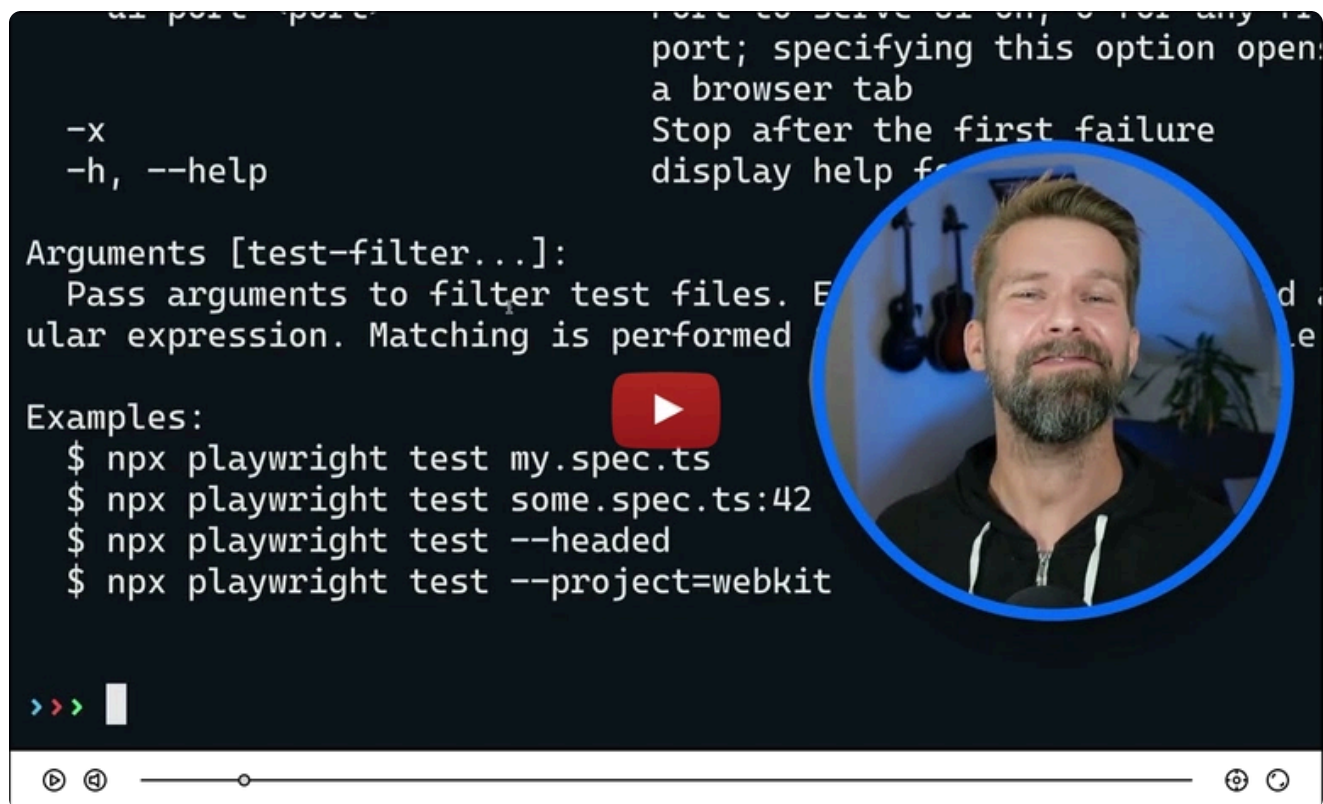 port; specifying this option open
a browser tab
-x Stop after the first failure
-h, --help display help
Arguments [test-filter...]:
Pass arguments to filter test files.
ular expression. Matching is performed
Examples:
$ npx playwright test my.spec.ts
$ npx playwright test some.spec.ts:42
$ npx playwright test --headed
$ npx playwright test --project=webkit
>>>